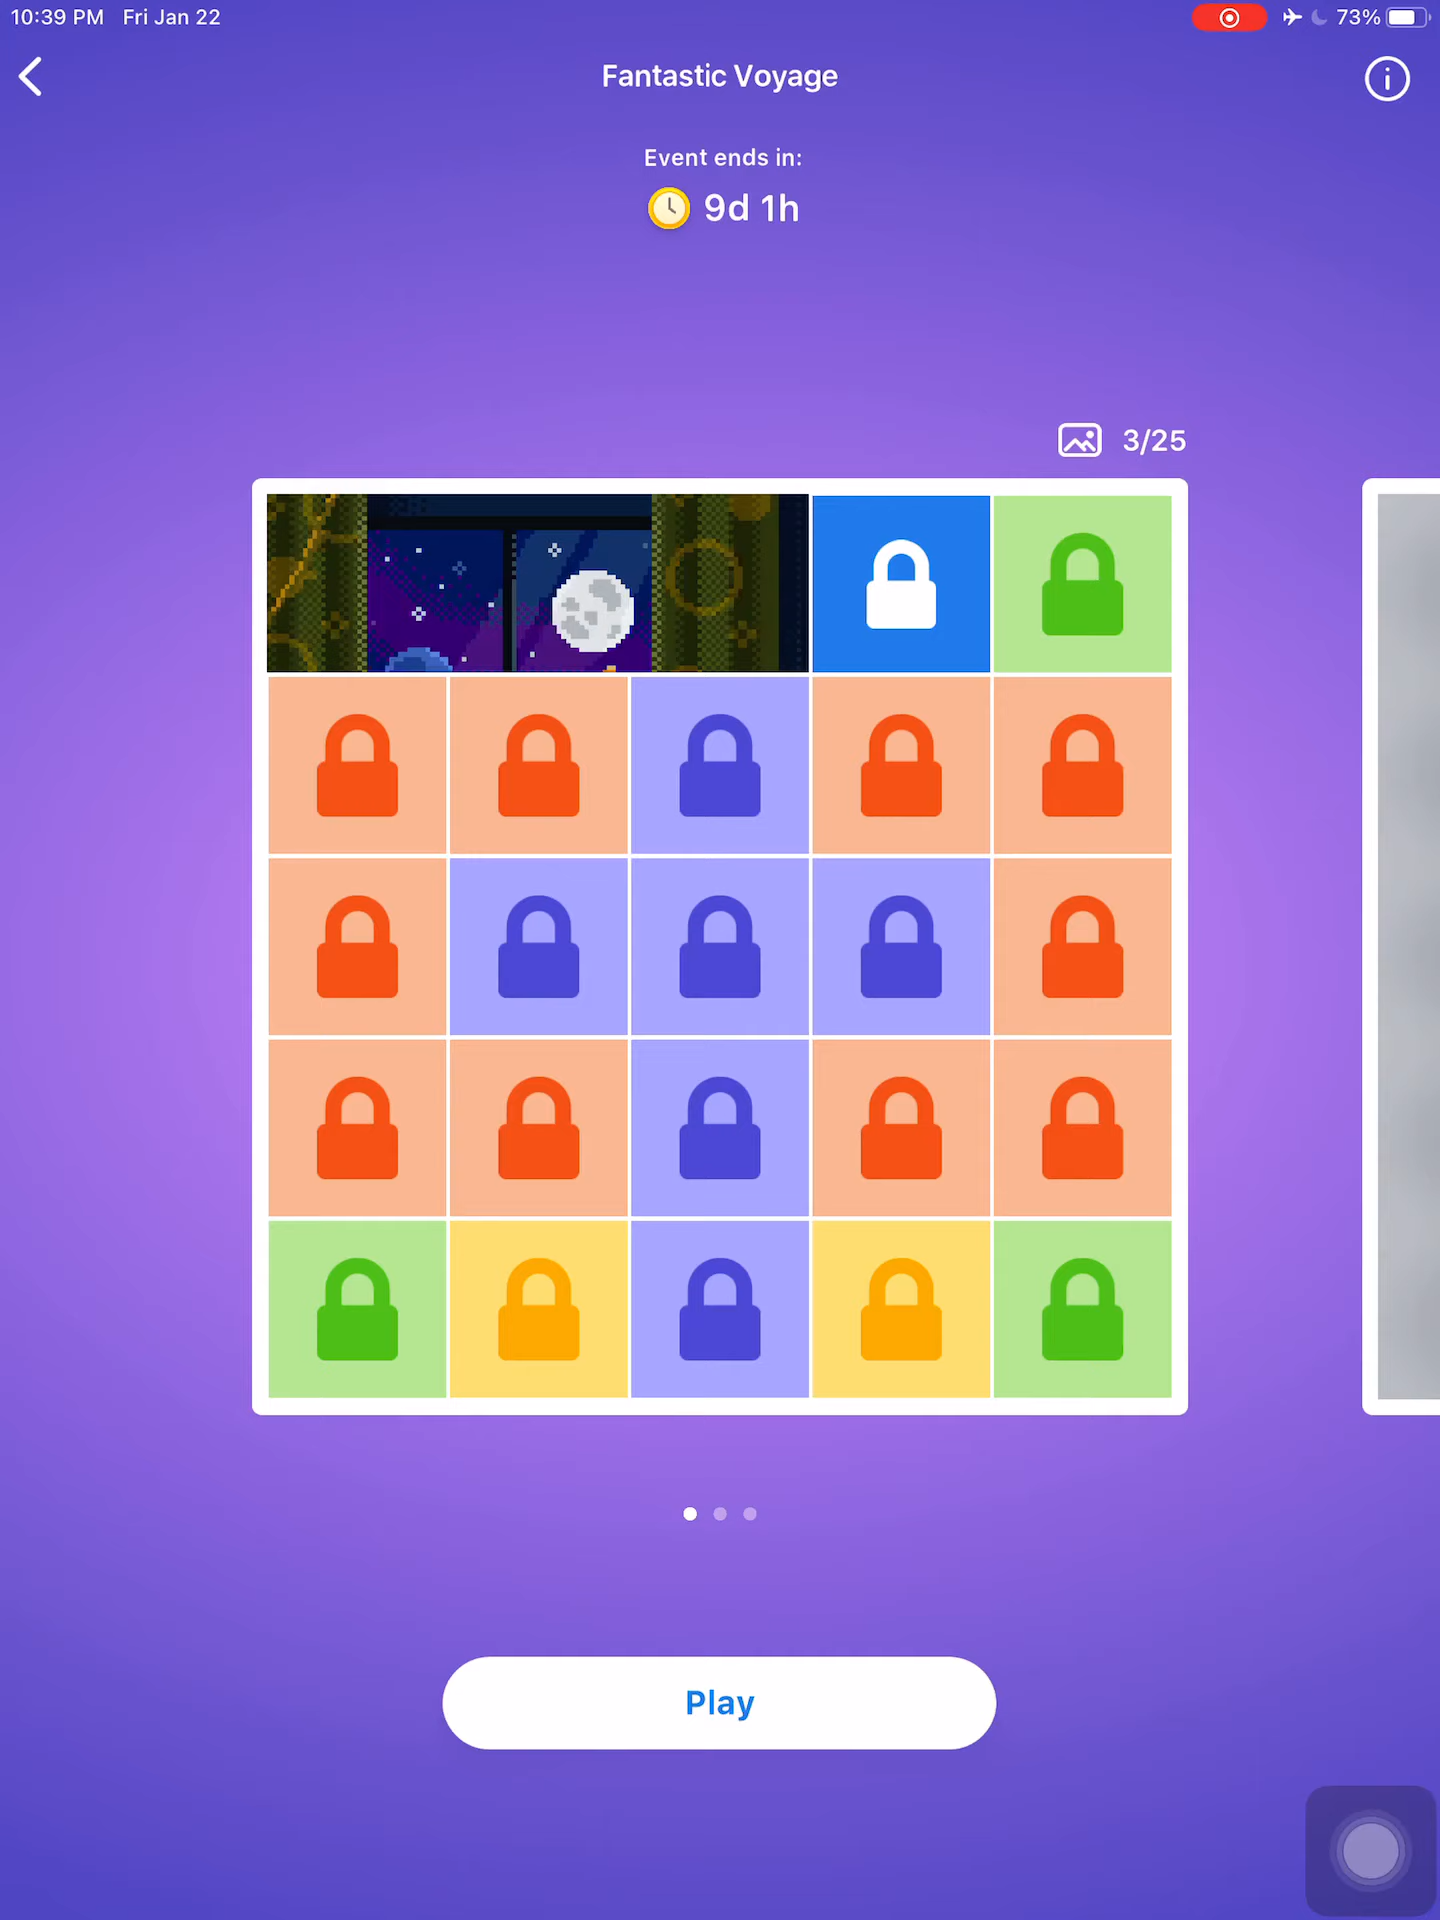 10:39 PM Fri Jan 22 73%
Fantastic Voyage
Event ends in:
9d 1h
3/25
Play